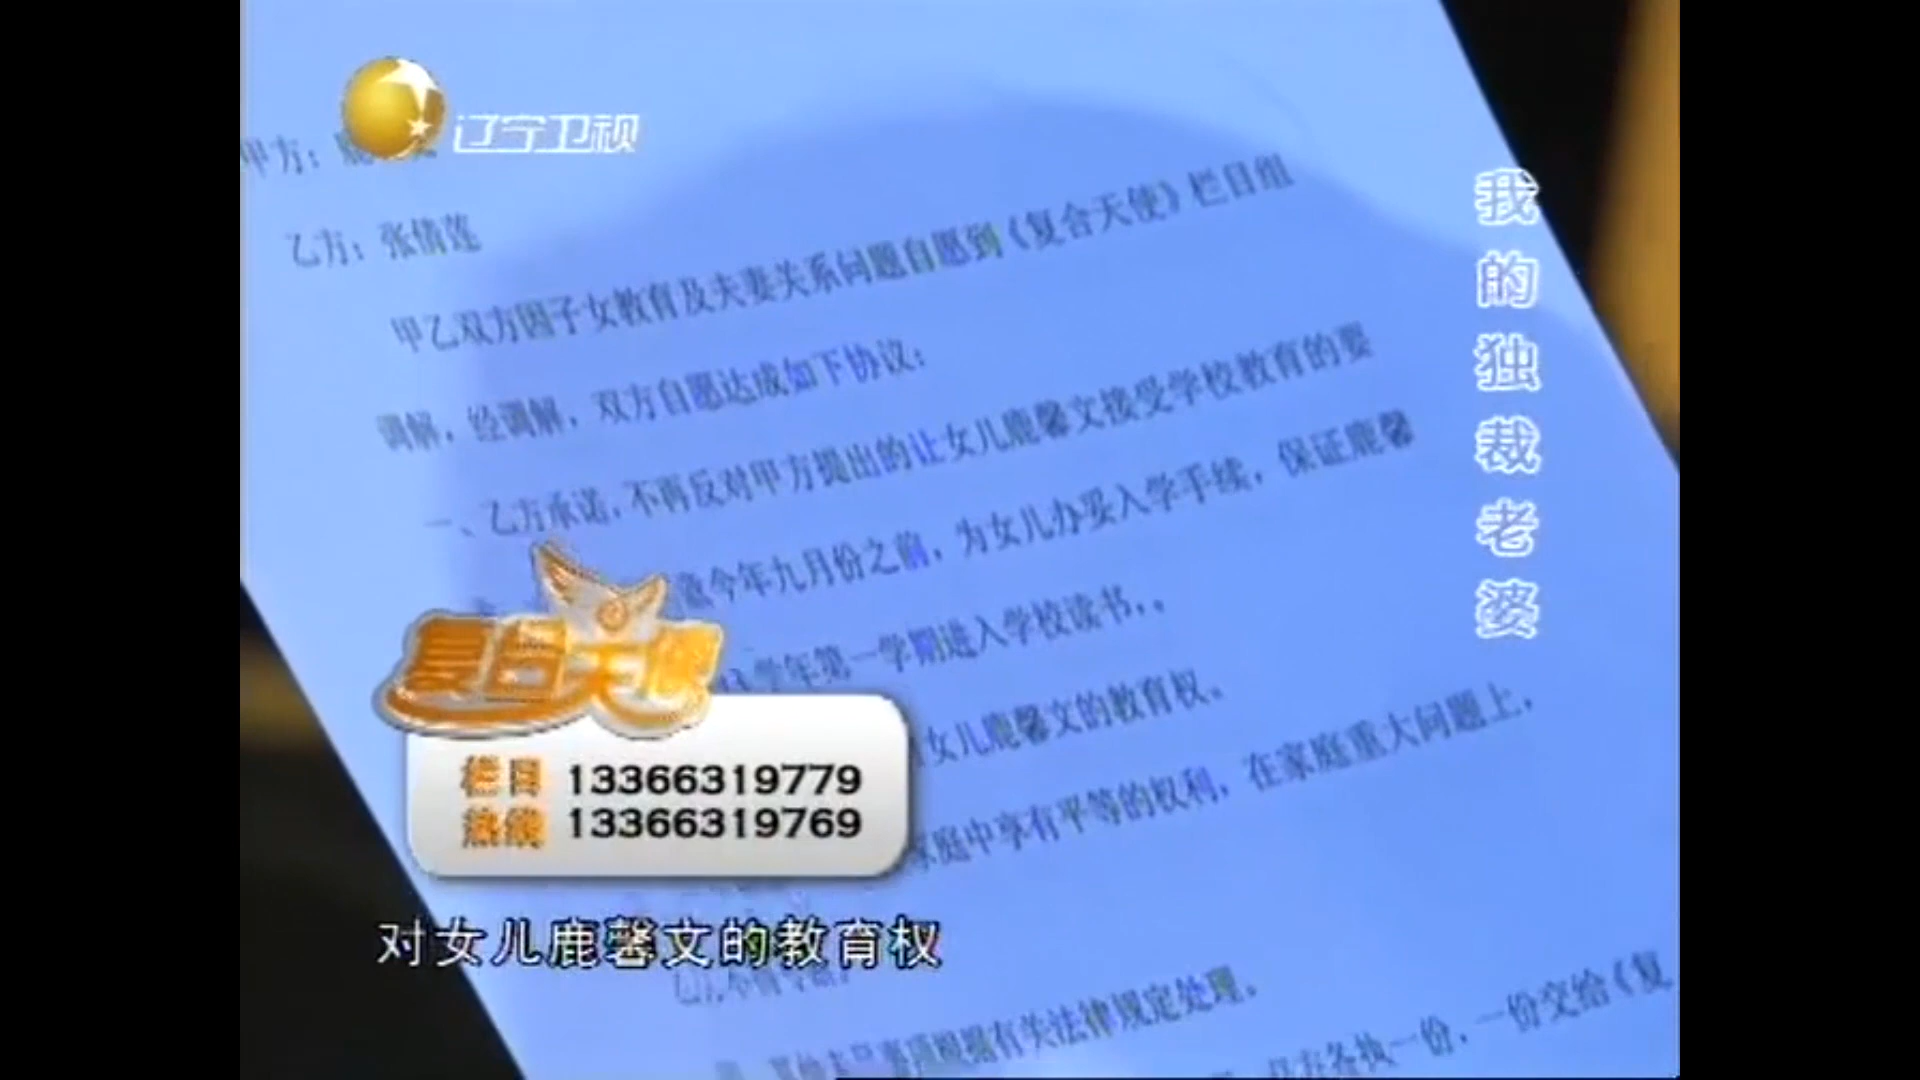 辽宁卫视
甲方：
乙方：张倩莲
甲乙双方因子女教育及夫妻关系问题自愿到《复合天使》栏目组
调解，经调解，双方自愿达成如下协议：
一、乙方承诺，不再反对甲方提出的让女儿鹿馨文接受学校教育的要
今年九月份之前，为女儿办妥入学手续，保证鹿馨
学年第一学期进入学校读书，。
女儿鹿馨文的教育权。
家庭中享有平等的权利，在家庭重大问题上，
有关法律规定处理。
各执一份，一份交给《复
我的独裁老婆
复合天使
栏目 13366319779
热线 13366319769
对女儿鹿馨文的教育权